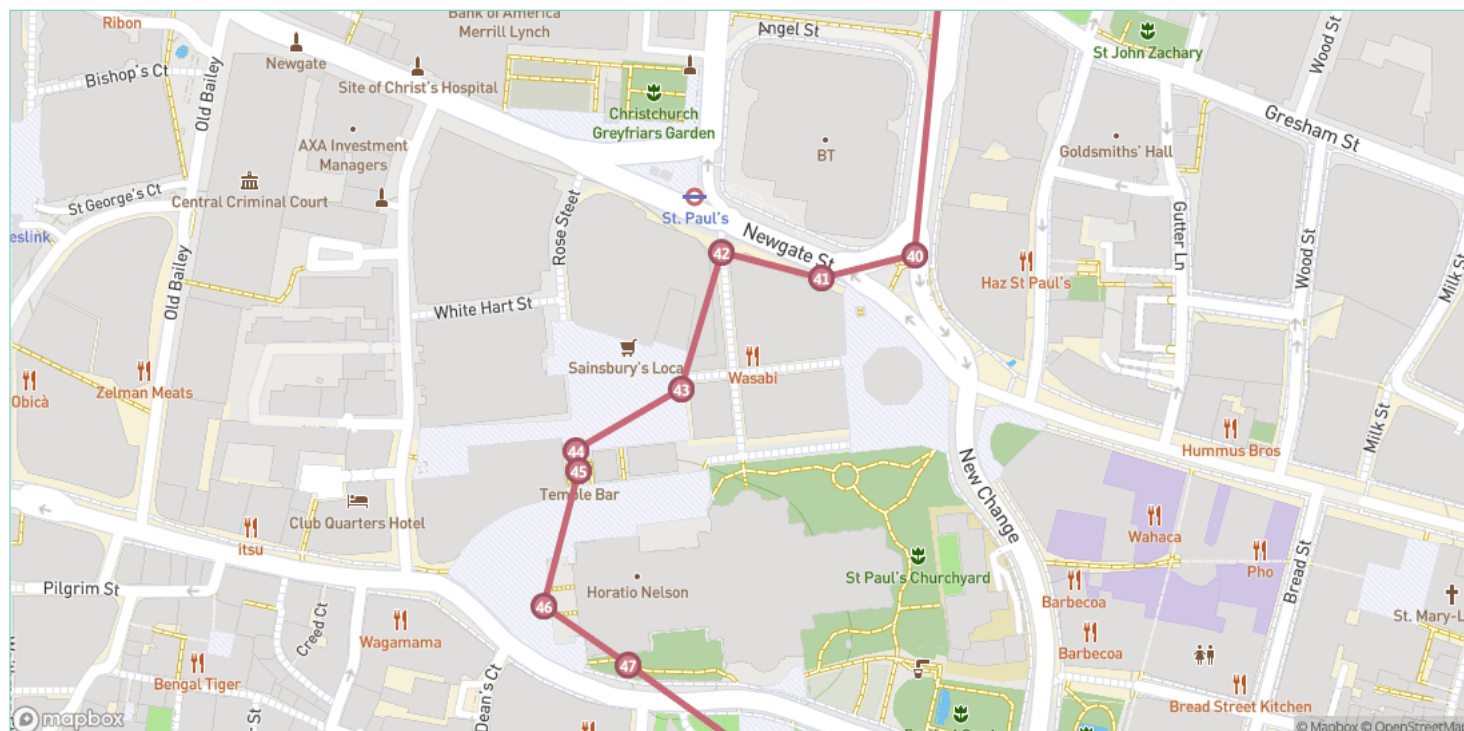 Ribon
Bank of America
Merrill Lynch
Angel St
Wood St
St John Zachary
Newgate
Bishop's Ct
Site of Christ's Hospital
Old Bailey
Christchurch
Greyfriars Garden
Gresham St
AXA Investment
Managers
BT
Goldsmiths' Hall
St George's Ct
Central Criminal Court
St. Paul's
Newgate St
Rose Steet
Gutter Ln
eslink
42
40
41
Haz St Paul's
Old Bailey
Wood St
Milk St
White Hart St
Sainsbury's Loca
Wasabi
Obicà
Zelman Meats
43
44
45
Milk St
Hummus Bros
Temple Bar
New Change
Club Quarters Hotel
itsu
Wahaca
Pho
Bread St
St Paul's Churchyard
Pilgrim St
Horatio Nelson
46
Barbecoa
St. Mary-L
Creed Ct
Wagamama
Barbecoa
47
Bengal Tiger
Dean's Ct
Bread Street Kitchen
mapbox
© Mapbox © OpenStreetMap